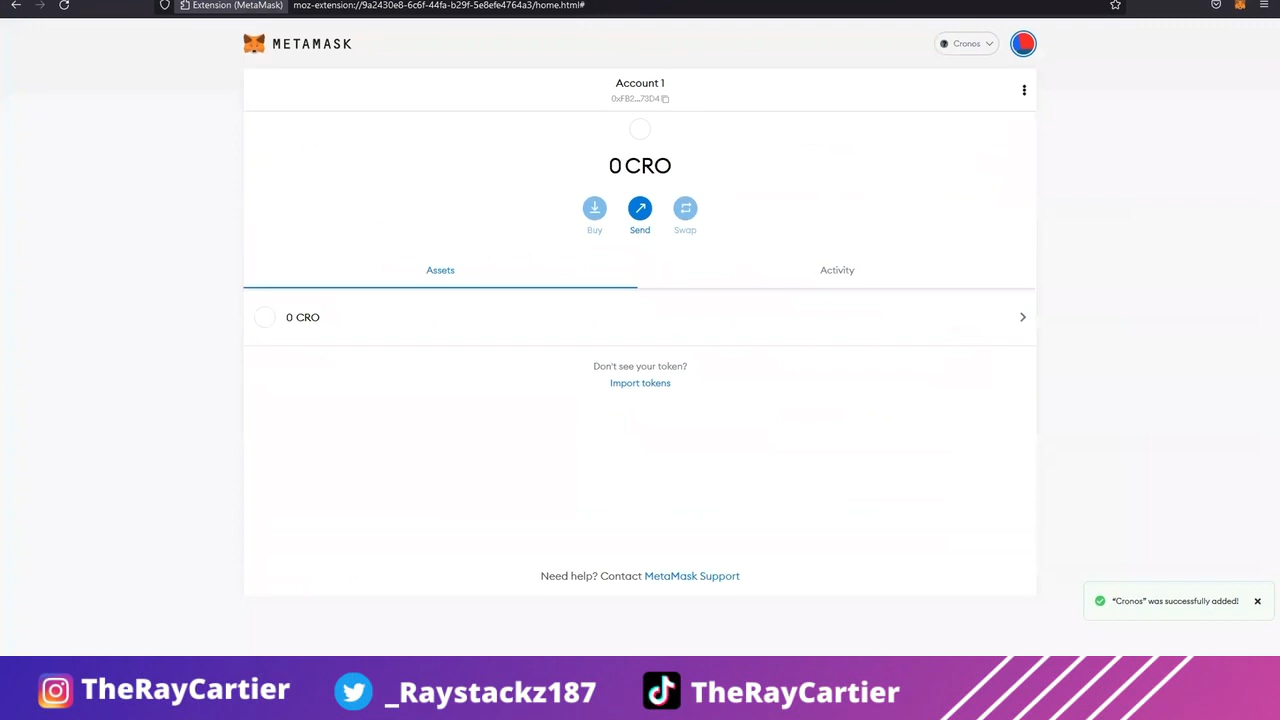 Extension (MetaMask)
moz-extension://9a2430e8-6c6f-44fa-b29f-5e8efe4764a3/home.html#
METAMASK
Cronos
Account 1
0xFB2...73D4
0 CRO
Buy
Send
Swap
Assets
Activity
0 CRO
Don't see your token?
Import tokens
Need help? Contact MetaMask Support
“Cronos” was successfully added!
TheRayCartier
_Raystackz187
TheRayCartier